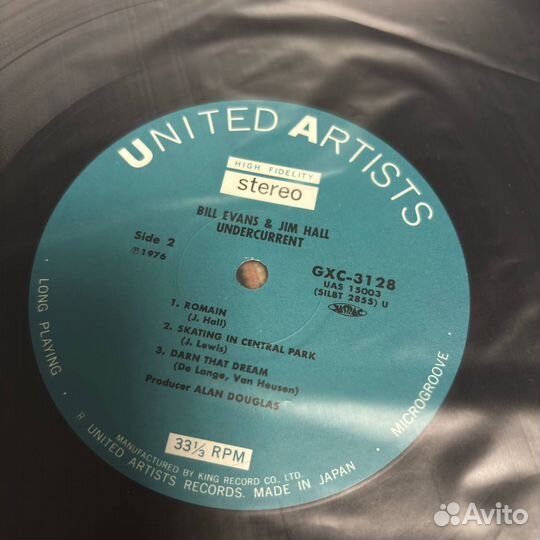 UNITED ARTISTS
HIGH FIDELITY
stereo
BILL EVANS & JIM HALL
UNDERCURRENT
Side 2
℗1976
GXC-3128
UAS 15003
(SILBT 2855) U
JASRAC
1. ROMAIN
(J. Hall)
2. SKATING IN CENTRAL PARK
(J. Lewis)
3. DARN THAT DREAM
(De Lange, Van Heusen)
Producer ALAN DOUGLAS
· LONG PLAYING ·
· MICROGROOVE ·
33⅓ RPM
MANUFACTURED BY KING RECORD CO., LTD.
R UNITED ARTISTS RECORDS. MADE IN JAPAN
Avito